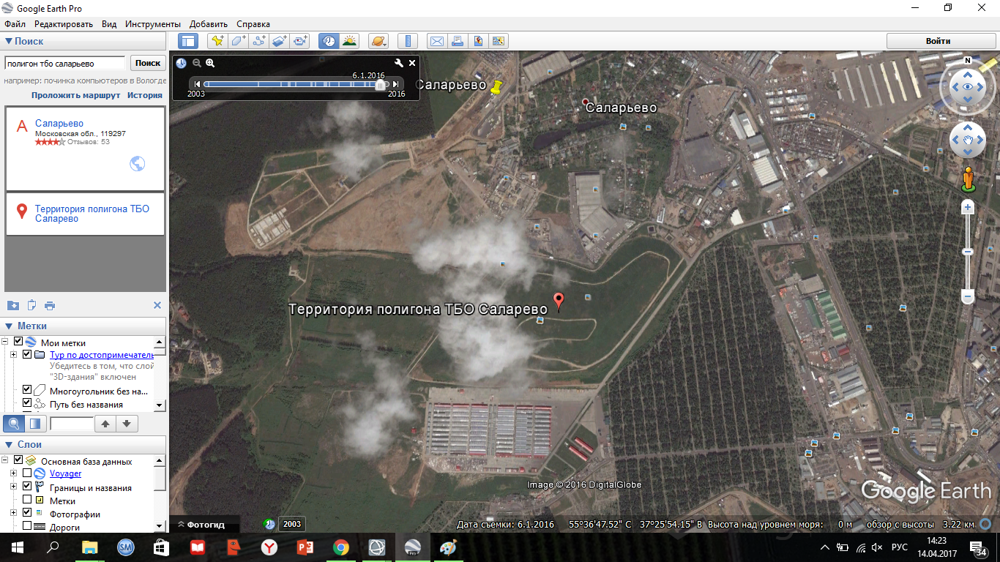 Google Earth Pro
Файл Редактировать Вид Инструменты Добавить Справка
Поиск
Войти
полигон тбо саларьево
Поиск
например: починка компьютеров в Вологде
Проложить маршрут История
A
Саларьево
Московская обл., 119297
Отзывов: 53
Территория полигона ТБО
Саларево
Метки
Мои метки
Тур по достопримечатель
Убедитесь в том, что слой
"3D-здания" включен
Многоугольник без на...
Путь без названия
Слои
Основная база данных
Voyager
Границы и названия
Метки
Фотографии
Дороги
6.1.2016
2003
2016
Саларьево
Саларьево
N
Территория полигона ТБО Саларево
Image © 2016 DigitalGlobe
Google Earth
Фотогид
2003
Дата съемки: 6.1.2016 55°36'47.52" С 37°25'54.15" В Высота над уровнем моря: 0 м обзор с высоты 3.22 км
SM
Pro
РУС
14:23
14.04.2017
34